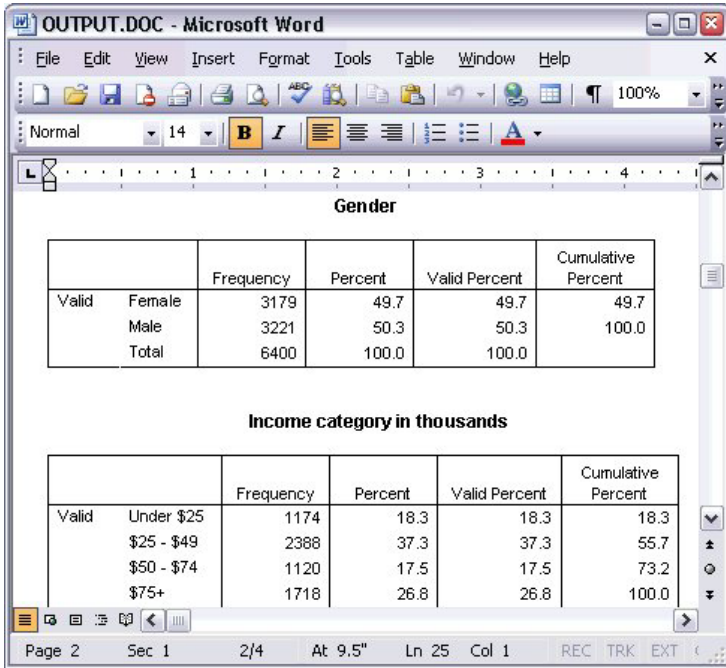 OUTPUT.DOC - Microsoft Word
File Edit View Insert Format Tools Table Window Help
ABC 100%
Normal 14 B I A
1 2 3 4
Gender
Frequency Percent Valid Percent Cumulative Percent
Valid Female 3179 49.7 49.7 49.7
Male 3221 50.3 50.3 100.0
Total 6400 100.0 100.0
Income category in thousands
Frequency Percent Valid Percent Cumulative Percent
Valid Under $25 1174 18.3 18.3 18.3
$25 - $49 2388 37.3 37.3 55.7
$50 - $74 1120 17.5 17.5 73.2
$75+ 1718 26.8 26.8 100.0
Page 2 Sec 1 2/4 At 9.5" Ln 25 Col 1 REC TRK EXT